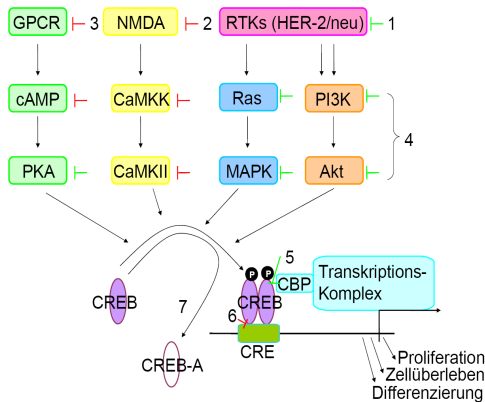 GPCR 3 NMDA 2 RTKs (HER-2/neu) 1
cAMP CaMKK Ras PI3K
4
PKA CaMKII MAPK Akt
5
P P
CBP Transkriptions-
Komplex
CREB CREB
7 6
CRE
CREB-A
Proliferation
Zellüberleben
Differenzierung